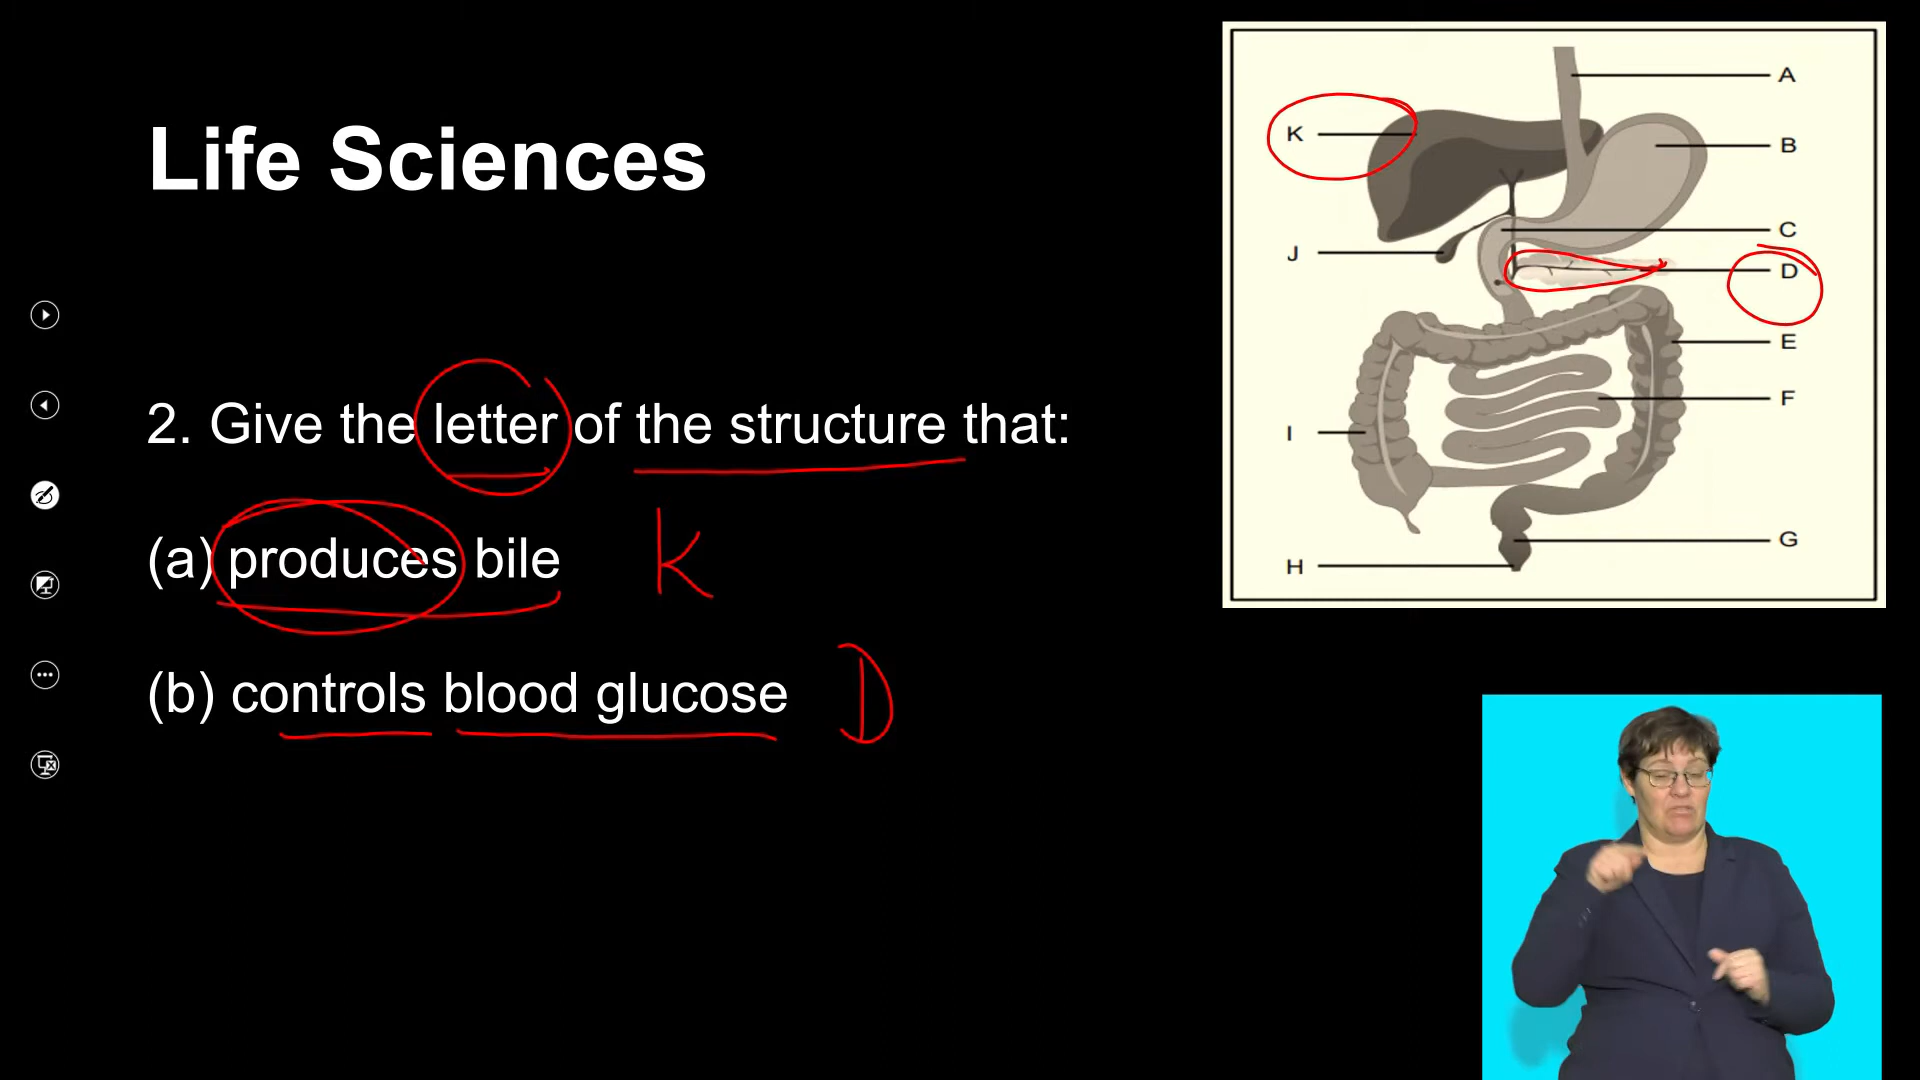 Life Sciences
2. Give the letter of the structure that:
(a) produces bile K
(b) controls blood glucose D
A
K
B
C
J
D
E
F
I
G
H